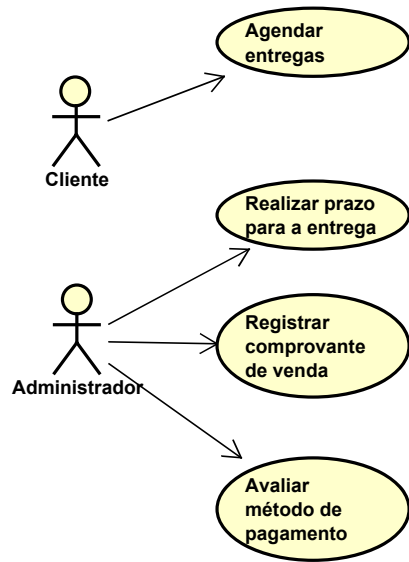 Agendar
entregas
Cliente
Realizar prazo
para a entrega
Registrar
comprovante
de venda
Administrador
Avaliar
método de
pagamento